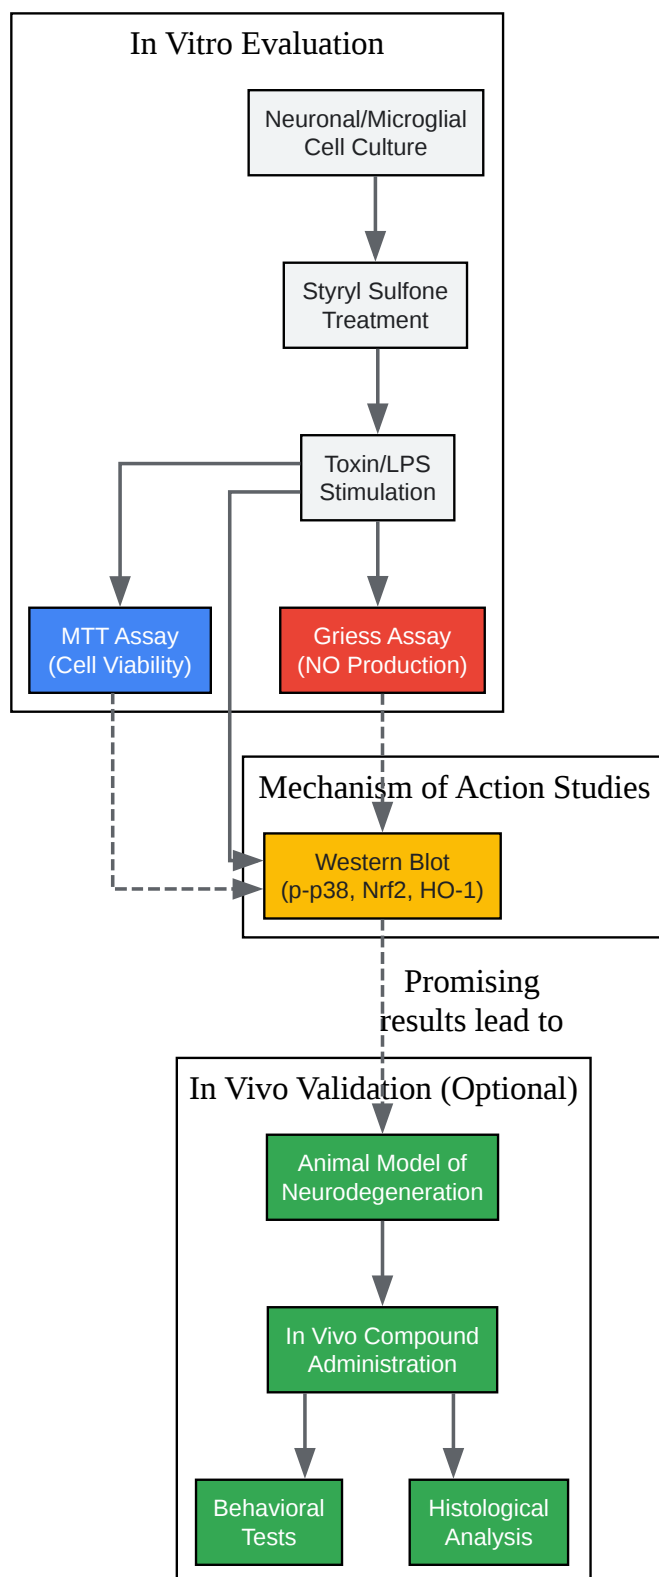 In Vitro Evaluation
Neuronal/Microglial
Cell Culture
Styryl Sulfone
Treatment
Toxin/LPS
Stimulation
MTT Assay
(Cell Viability)
Griess Assay
(NO Production)
Mechanism of Action Studies
Western Blot
(p-p38, Nrf2, HO-1)
Promising
results lead to
In Vivo Validation (Optional)
Animal Model of
Neurodegeneration
In Vivo Compound
Administration
Behavioral
Tests
Histological
Analysis